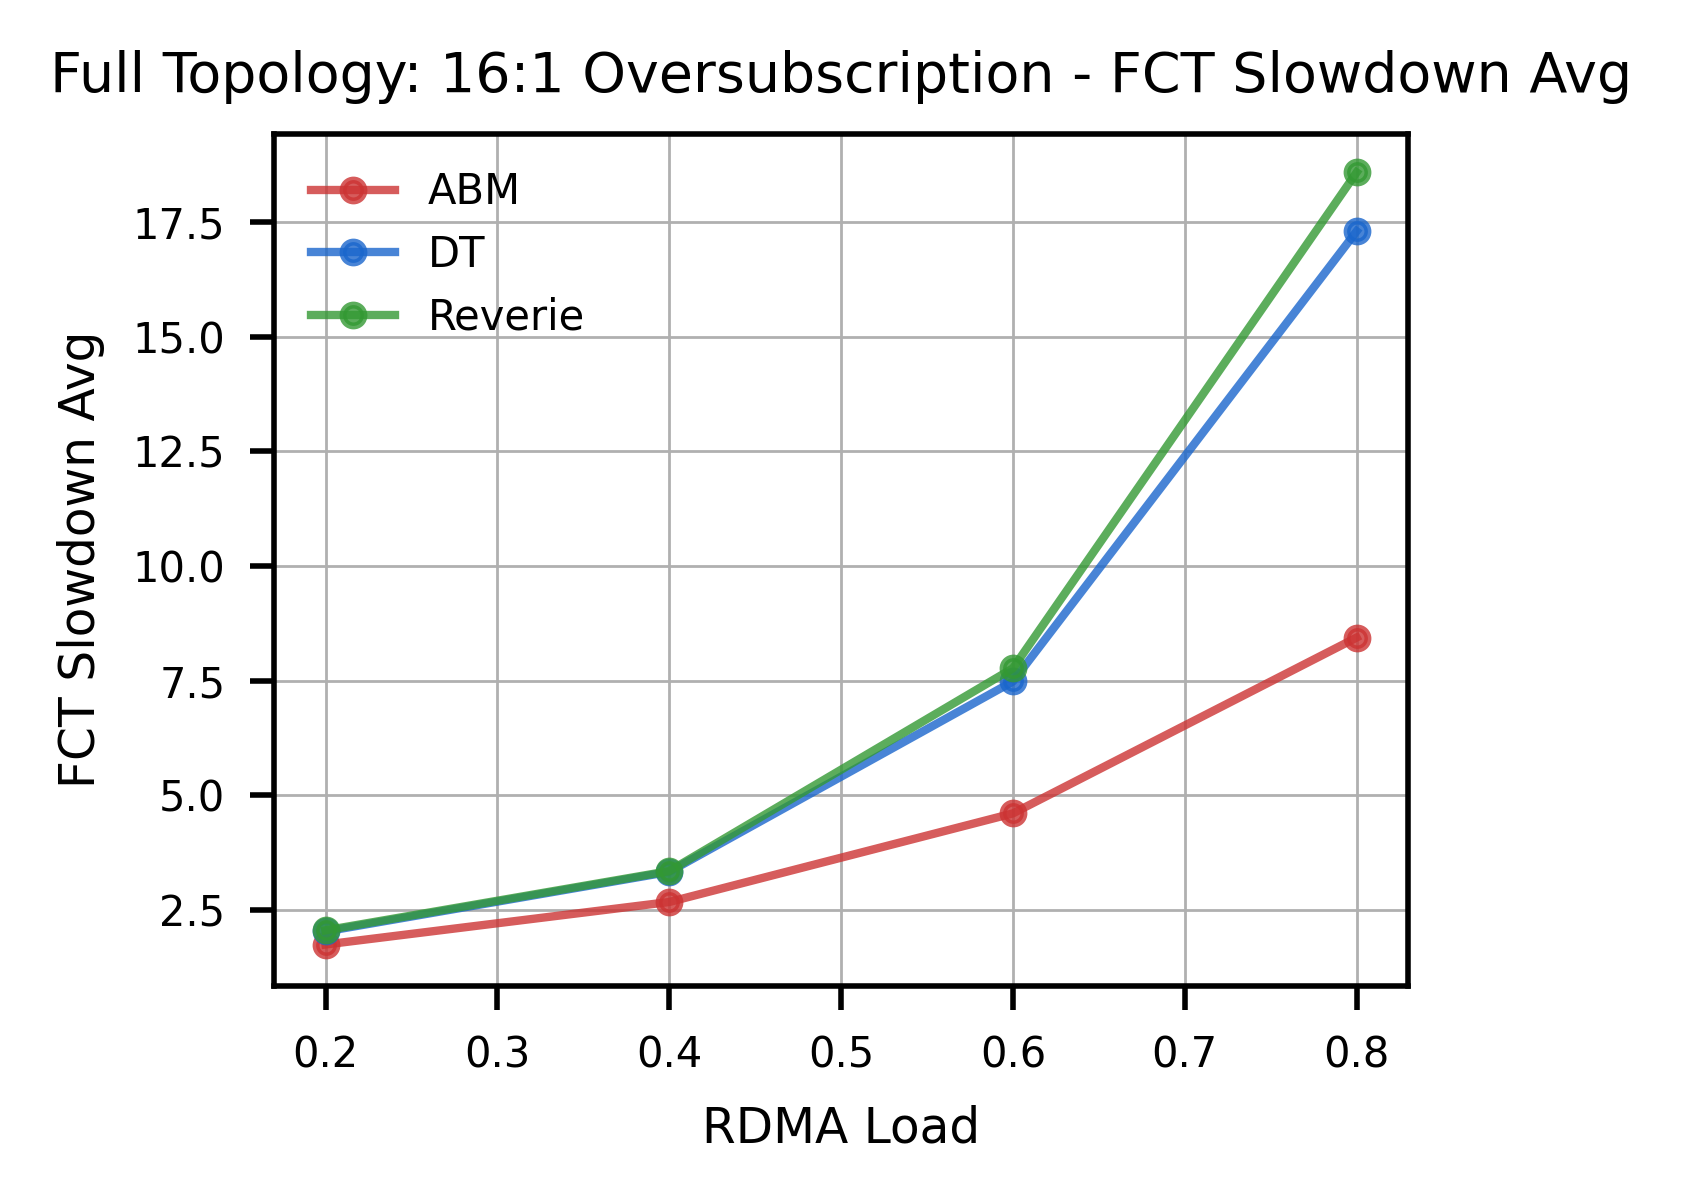 Full Topology: 16:1 Oversubscription - FCT Slowdown Avg
ABM
DT
Reverie
FCT Slowdown Avg
17.5
15.0
12.5
10.0
7.5
5.0
2.5
0.2 0.3 0.4 0.5 0.6 0.7 0.8
RDMA Load